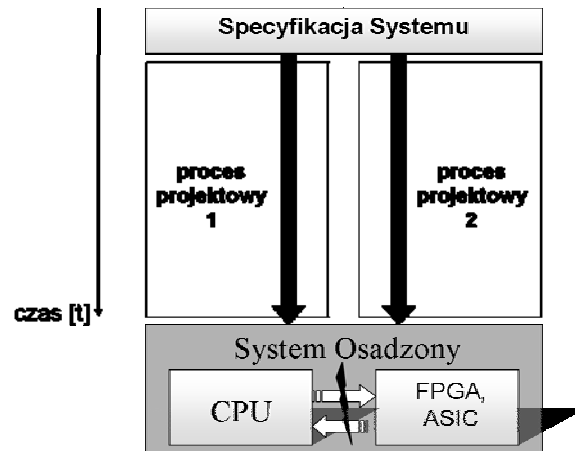 Specyfikacja Systemu
proces
projektowy
1
proces
projektowy
2
czas [t]
System Osadzony
CPU
FPGA,
ASIC